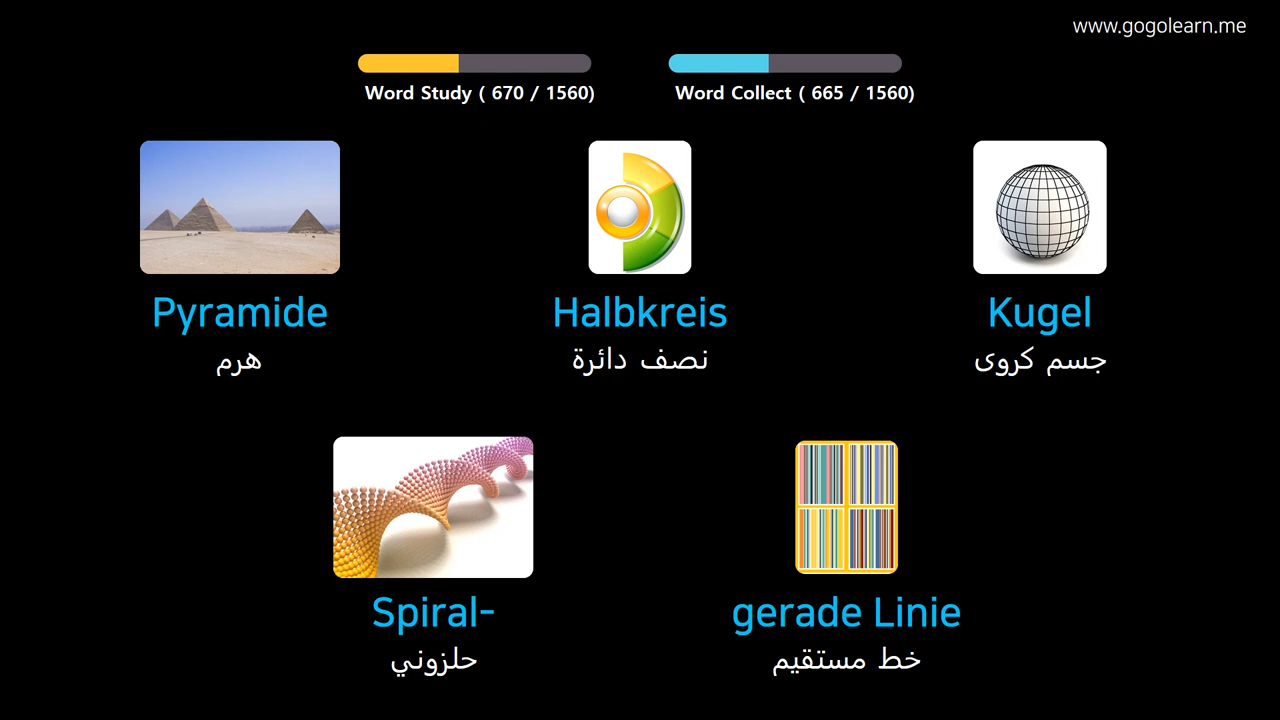 www.gogolearn.me
Word Study ( 670 / 1560)
Word Collect ( 665 / 1560)
Pyramide
هرم
Halbkreis
نصف دائرة
Kugel
جسم كروى
Spiral-
حلزوني
gerade Linie
خط مستقيم